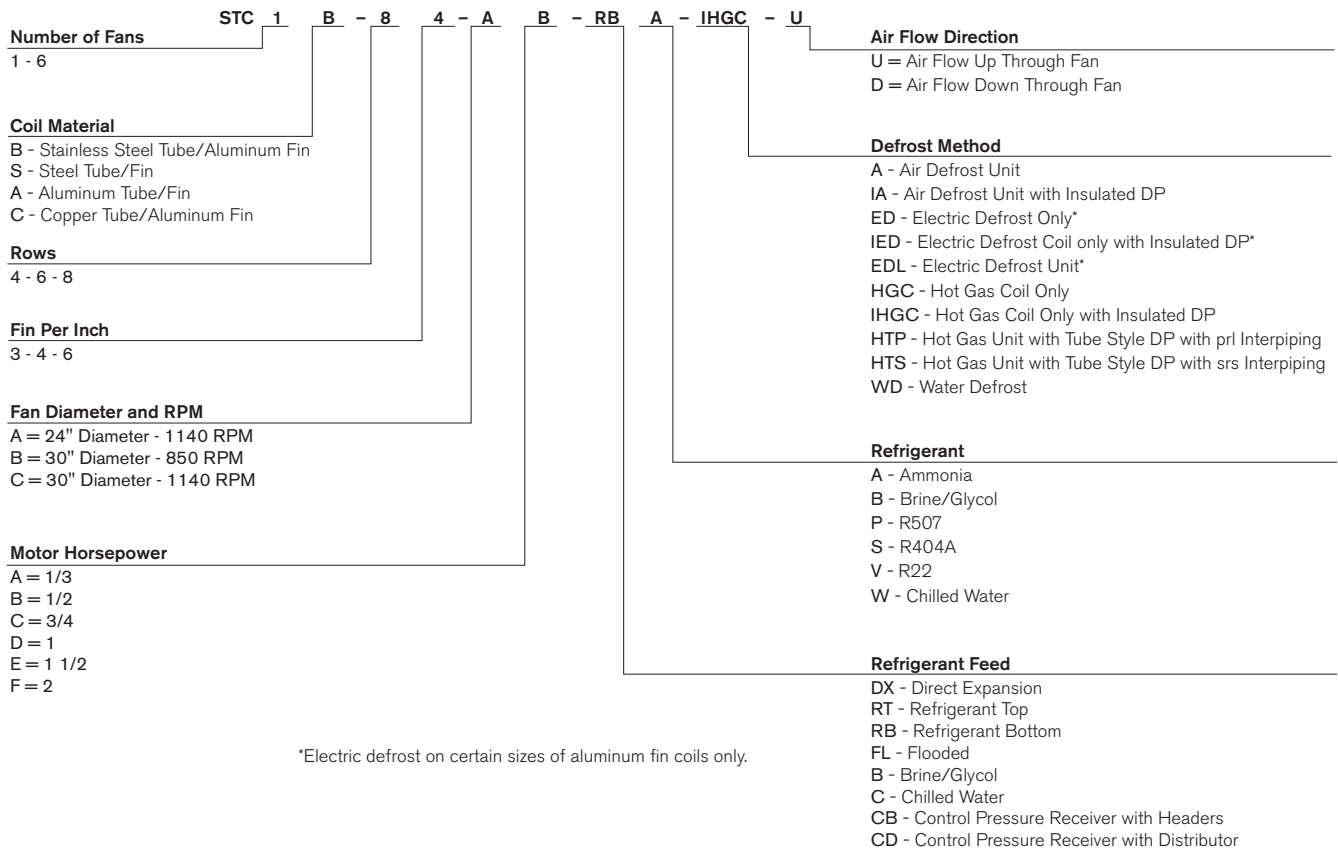 STC 1 B - 8 4 - A B - RB A - IHGC - U
Number of Fans
1 - 6
Coil Material
B - Stainless Steel Tube/Aluminum Fin
S - Steel Tube/Fin
A - Aluminum Tube/Fin
C - Copper Tube/Aluminum Fin
Rows
4 - 6 - 8
Fin Per Inch
3 - 4 - 6
Fan Diameter and RPM
A = 24" Diameter - 1140 RPM
B = 30" Diameter - 850 RPM
C = 30" Diameter - 1140 RPM
Motor Horsepower
A = 1/3
B = 1/2
C = 3/4
D = 1
E = 1 1/2
F = 2
*Electric defrost on certain sizes of aluminum fin coils only.
Air Flow Direction
U = Air Flow Up Through Fan
D = Air Flow Down Through Fan
Defrost Method
A - Air Defrost Unit
IA - Air Defrost Unit with Insulated DP
ED - Electric Defrost Only*
IED - Electric Defrost Coil only with Insulated DP*
EDL - Electric Defrost Unit*
HGC - Hot Gas Coil Only
IHGC - Hot Gas Coil Only with Insulated DP
HTP - Hot Gas Unit with Tube Style DP with prl Interpiping
HTS - Hot Gas Unit with Tube Style DP with srs Interpiping
WD - Water Defrost
Refrigerant
A - Ammonia
B - Brine/Glycol
P - R507
S - R404A
V - R22
W - Chilled Water
Refrigerant Feed
DX - Direct Expansion
RT - Refrigerant Top
RB - Refrigerant Bottom
FL - Flooded
B - Brine/Glycol
C - Chilled Water
CB - Control Pressure Receiver with Headers
CD - Control Pressure Receiver with Distributor